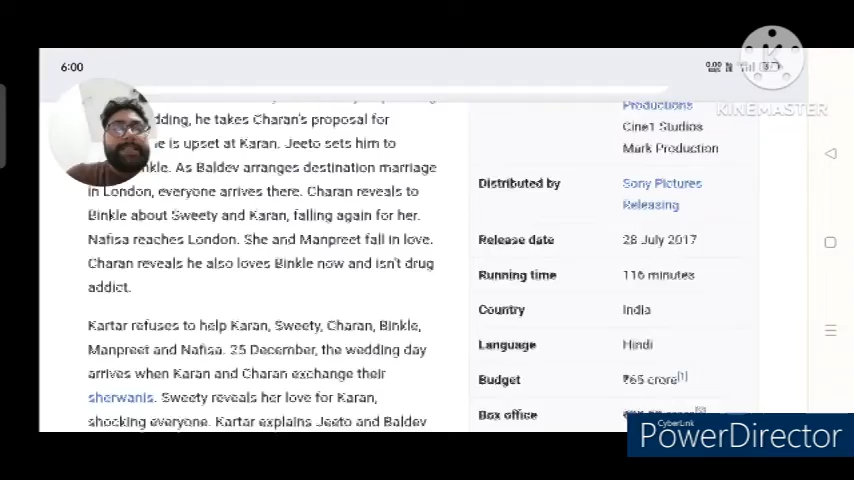 6:00
KINEMASTER
dding, he takes Charan's proposal for
e is upset at Karan. Jeeto sets him to
nkle. As Baldev arranges destination marriage
in London, everyone arrives there. Charan reveals to
Binkle about Sweety and Karan, falling again for her.
Nafisa reaches London. She and Manpreet fall in love.
Charan reveals he also loves Binkle now and isn't drug
addict.
Kartar refuses to help Karan, Sweety, Charan, Binkle,
Manpreet and Nafisa. 25 December, the wedding day
arrives when Karan and Charan exchange their
sherwanis. Sweety reveals her love for Karan,
shocking everyone. Kartar explains Jeeto and Baldev
Productions
Cine1 Studios
Mark Production
Distributed by Sony Pictures
Releasing
Release date 28 July 2017
Running time 116 minutes
Country India
Language Hindi
Budget ₹65 crore[1]
Box office
CyberLink
PowerDirector